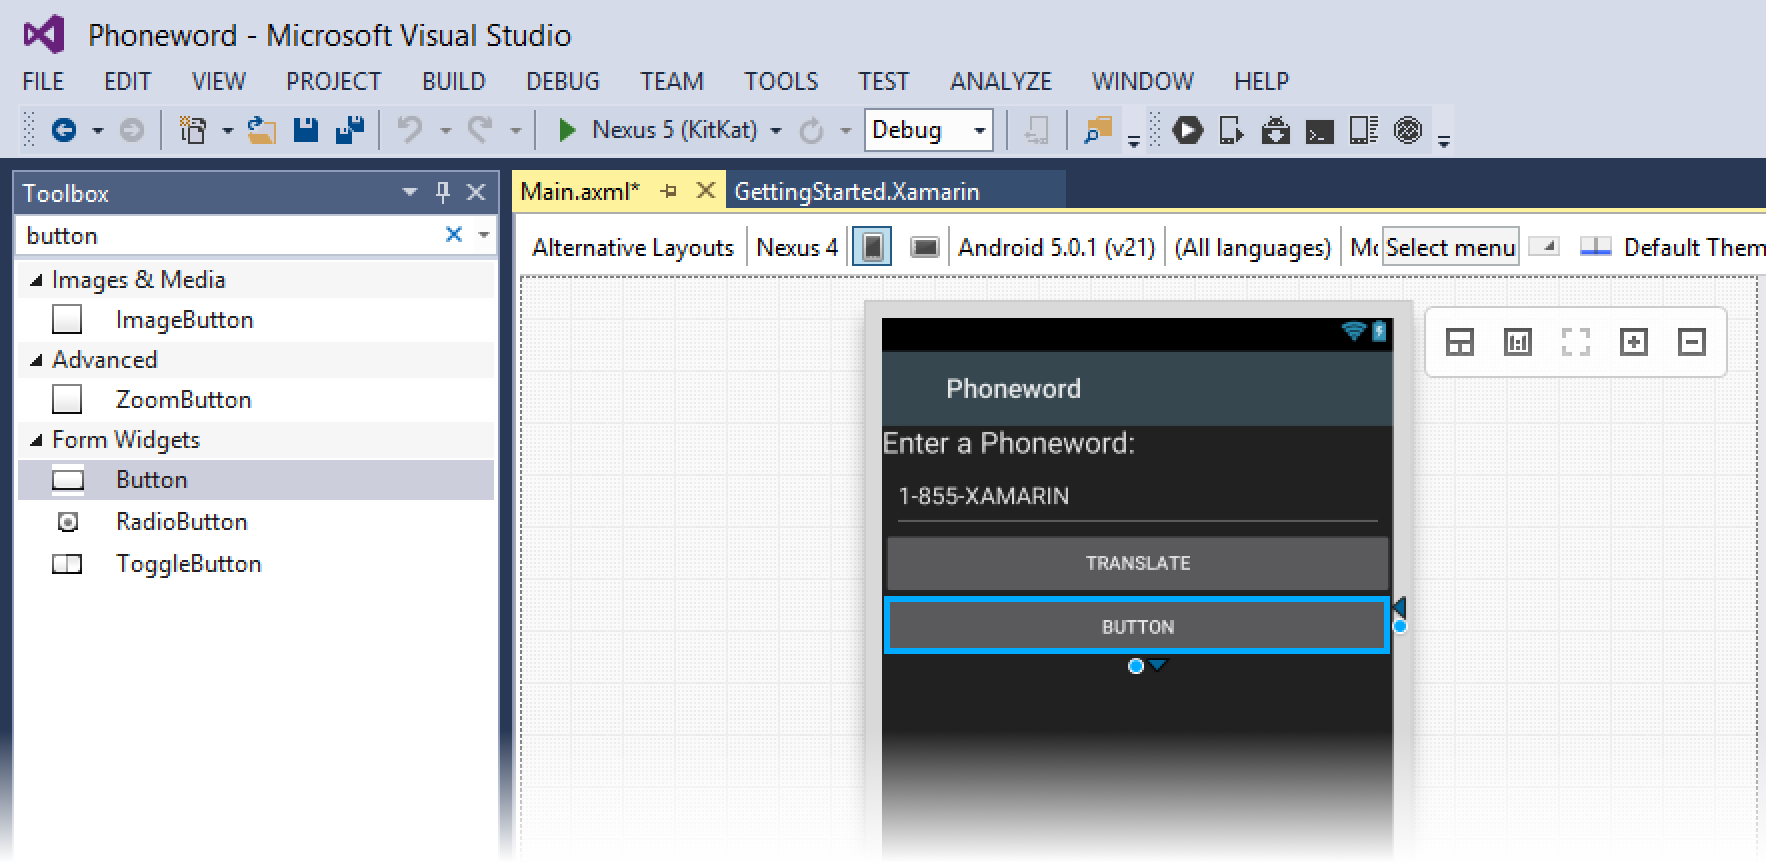 Phoneword - Microsoft Visual Studio
FILE EDIT VIEW PROJECT BUILD DEBUG TEAM TOOLS TEST ANALYZE WINDOW HELP
Nexus 5 (KitKat) Debug
Toolbox
button
Images & Media
ImageButton
Advanced
ZoomButton
Form Widgets
Button
RadioButton
ToggleButton
Main.axml* GettingStarted.Xamarin
Alternative Layouts Nexus 4 Android 5.0.1 (v21) (All languages) Select menu Default Them
Phoneword
Enter a Phoneword:
1-855-XAMARIN
TRANSLATE
BUTTON